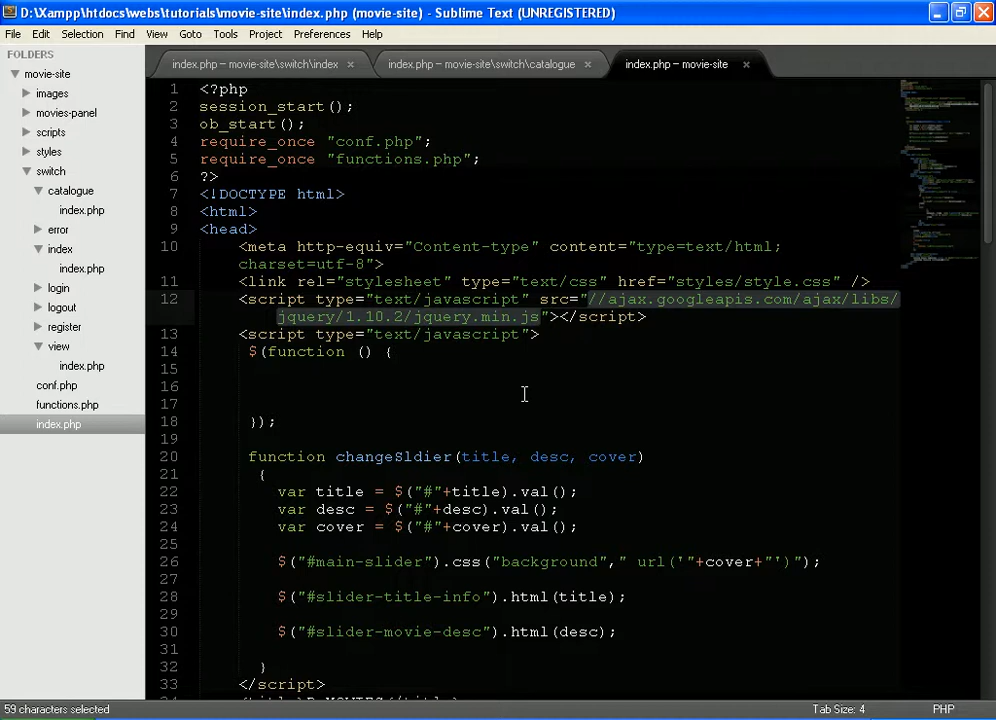 D:\Xampp\htdocs\webs\tutorials\movie-site\index.php (movie-site) - Sublime Text (UNREGISTERED)
File Edit Selection Find View Goto Tools Project Preferences Help
FOLDERS
movie-site
images
movies-panel
scripts
styles
switch
catalogue
index.php
error
index
index.php
login
logout
register
view
index.php
conf.php
functions.php
index.php
index.php — movie-site\switch\index × index.php — movie-site\switch\catalogue × index.php — movie-site ×
1 <?php
2 session_start();
3 ob_start();
4 require_once "conf.php";
5 require_once "functions.php";
6 ?>
7 <!DOCTYPE html>
8 <html>
9 <head>
10 <meta http-equiv="Content-type" content="type=text/html;
charset=utf-8">
11 <link rel="stylesheet" type="text/css" href="styles/style.css" />
12 <script type="text/javascript" src="//ajax.googleapis.com/ajax/libs/
jquery/1.10.2/jquery.min.js"></script>
13 <script type="text/javascript">
14 $(function () {
15
16
17
18 });
19
20 function changeSldier(title, desc, cover)
21 {
22 var title = $("#"+title).val();
23 var desc = $("#"+desc).val();
24 var cover = $("#"+cover).val();
25
26 $("#main-slider").css("background"," url('"+cover+"')");
27
28 $("#slider-title-info").html(title);
29
30 $("#slider-movie-desc").html(desc);
31
32 }
33 </script>
59 characters selected Tab Size: 4 PHP